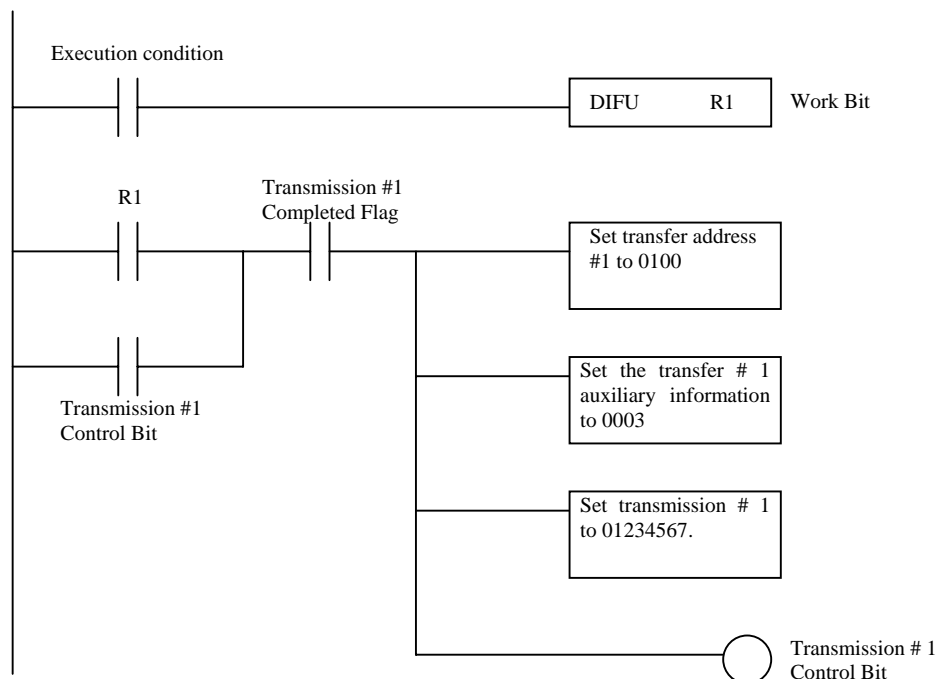 Execution condition
DIFU R1
Work Bit
R1
Transmission #1
Completed Flag
Set transfer address
#1 to 0100
Transmission #1
Control Bit
Set the transfer # 1
auxiliary information
to 0003
Set transmission # 1
to 01234567.
Transmission # 1
Control Bit